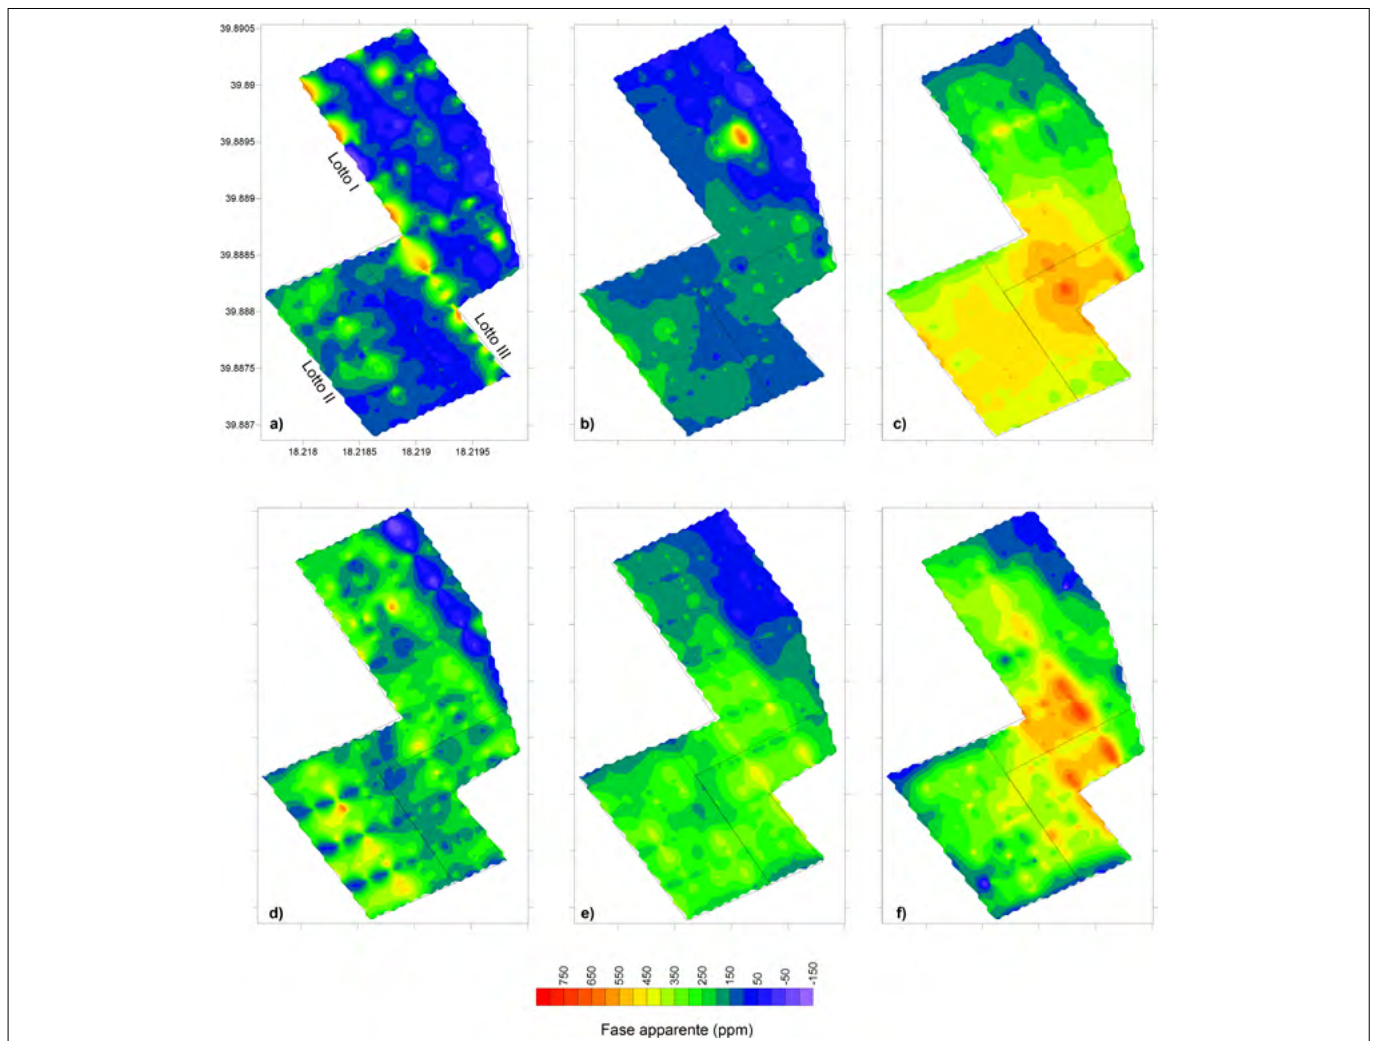 39.8905
39.89
39.8895
39.889
39.8885
39.888
39.8875
39.887
Lotto I
Lotto III
Lotto II
a)
b)
c)
18.218 18.2185 18.219 18.2195
d)
e)
f)
750 650 550 450 350 250 150 50 -50 -150
Fase apparente (ppm)